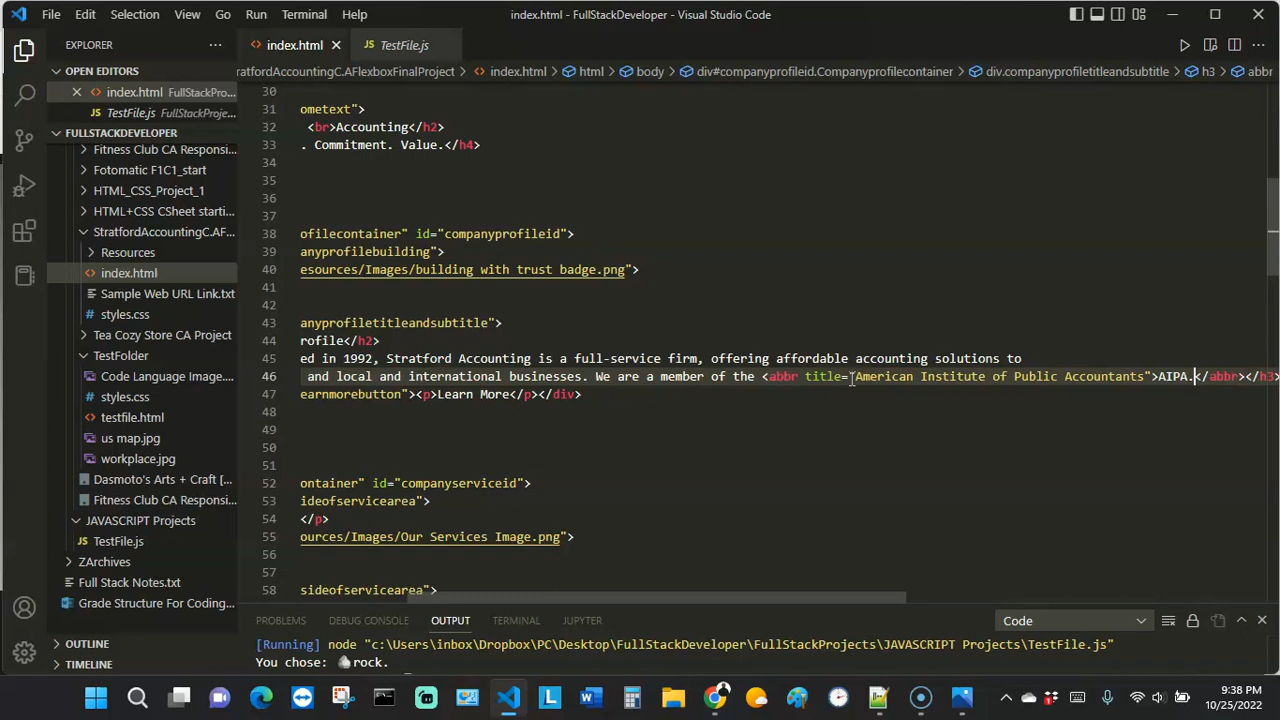 File Edit Selection View Go Run Terminal Help index.html - FullStackDeveloper - Visual Studio Code
EXPLORER ··· index.html TestFile.js
OPEN EDITORS ratfordAccountingC.AFlexboxFinalProject > index.html > html > body > div#companyprofileid.Companyprofilecontainer > div.companyprofiletitleandsubtitle > h3 > abbr
index.html FullStackPro...
TestFile.js FullStackProje...
FULLSTACKDEVELOPER
Fitness Club CA Responsi...
Fotomatic F1C1_start
HTML_CSS_Project_1
HTML+CSS CSheet starti...
StratfordAccountingC.AF...
Resources
index.html
Sample Web URL Link.txt
styles.css
Tea Cozy Store CA Project
TestFolder
Code Language Image....
styles.css
testfile.html
us map.jpg
workplace.jpg
Dasmoto's Arts + Craft [...
Fitness Club CA Responsi...
JAVASCRIPT Projects
TestFile.js
ZArchives
Full Stack Notes.txt
Grade Structure For Coding...
OUTLINE
TIMELINE
30
31 ometext">
32 <br>Accounting</h2>
33 . Commitment. Value.</h4>
34
35
36
37
38 ofilecontainer" id="companyprofileid">
39 anyprofilebuilding">
40 esources/Images/building with trust badge.png">
41
42
43 anyprofiletitleandsubtitle">
44 rofile</h2>
45 ed in 1992, Stratford Accounting is a full-service firm, offering affordable accounting solutions to
46 and local and international businesses. We are a member of the <abbr title="American Institute of Public Accountants">AIPA.</abbr></h3>
47 earnmorebutton"><p>Learn More</p></div>
48
49
50
51
52 ontainer" id="companyserviceid">
53 ideofservicearea">
54 </p>
55 ources/Images/Our Services Image.png">
56
57
58 sideofservicearea">
PROBLEMS DEBUG CONSOLE OUTPUT TERMINAL JUPYTER Code
[Running] node "c:\Users\inbox\Dropbox\PC\Desktop\FullStackDeveloper\FullStackProjects\JAVASCRIPT Projects\TestFile.js"
You chose: 🪨rock.
9:38 PM
10/25/2022